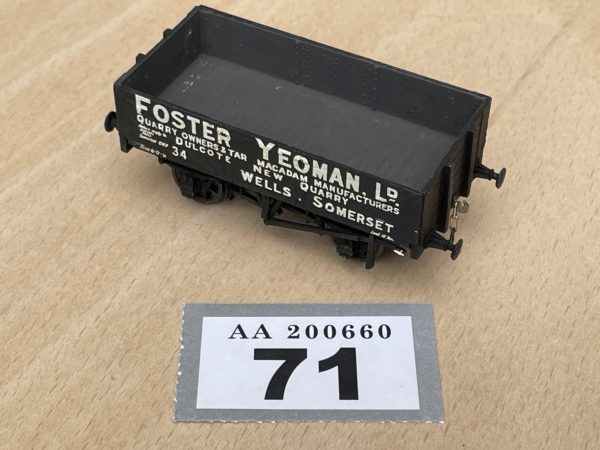 FOSTER YEOMAN. LD.
QUARRY OWNERS & TAR MACADAM MANUFACTURERS
DULCOTE NEW QUARRY
34 WELLS, SOMERSET
AA 200660
71